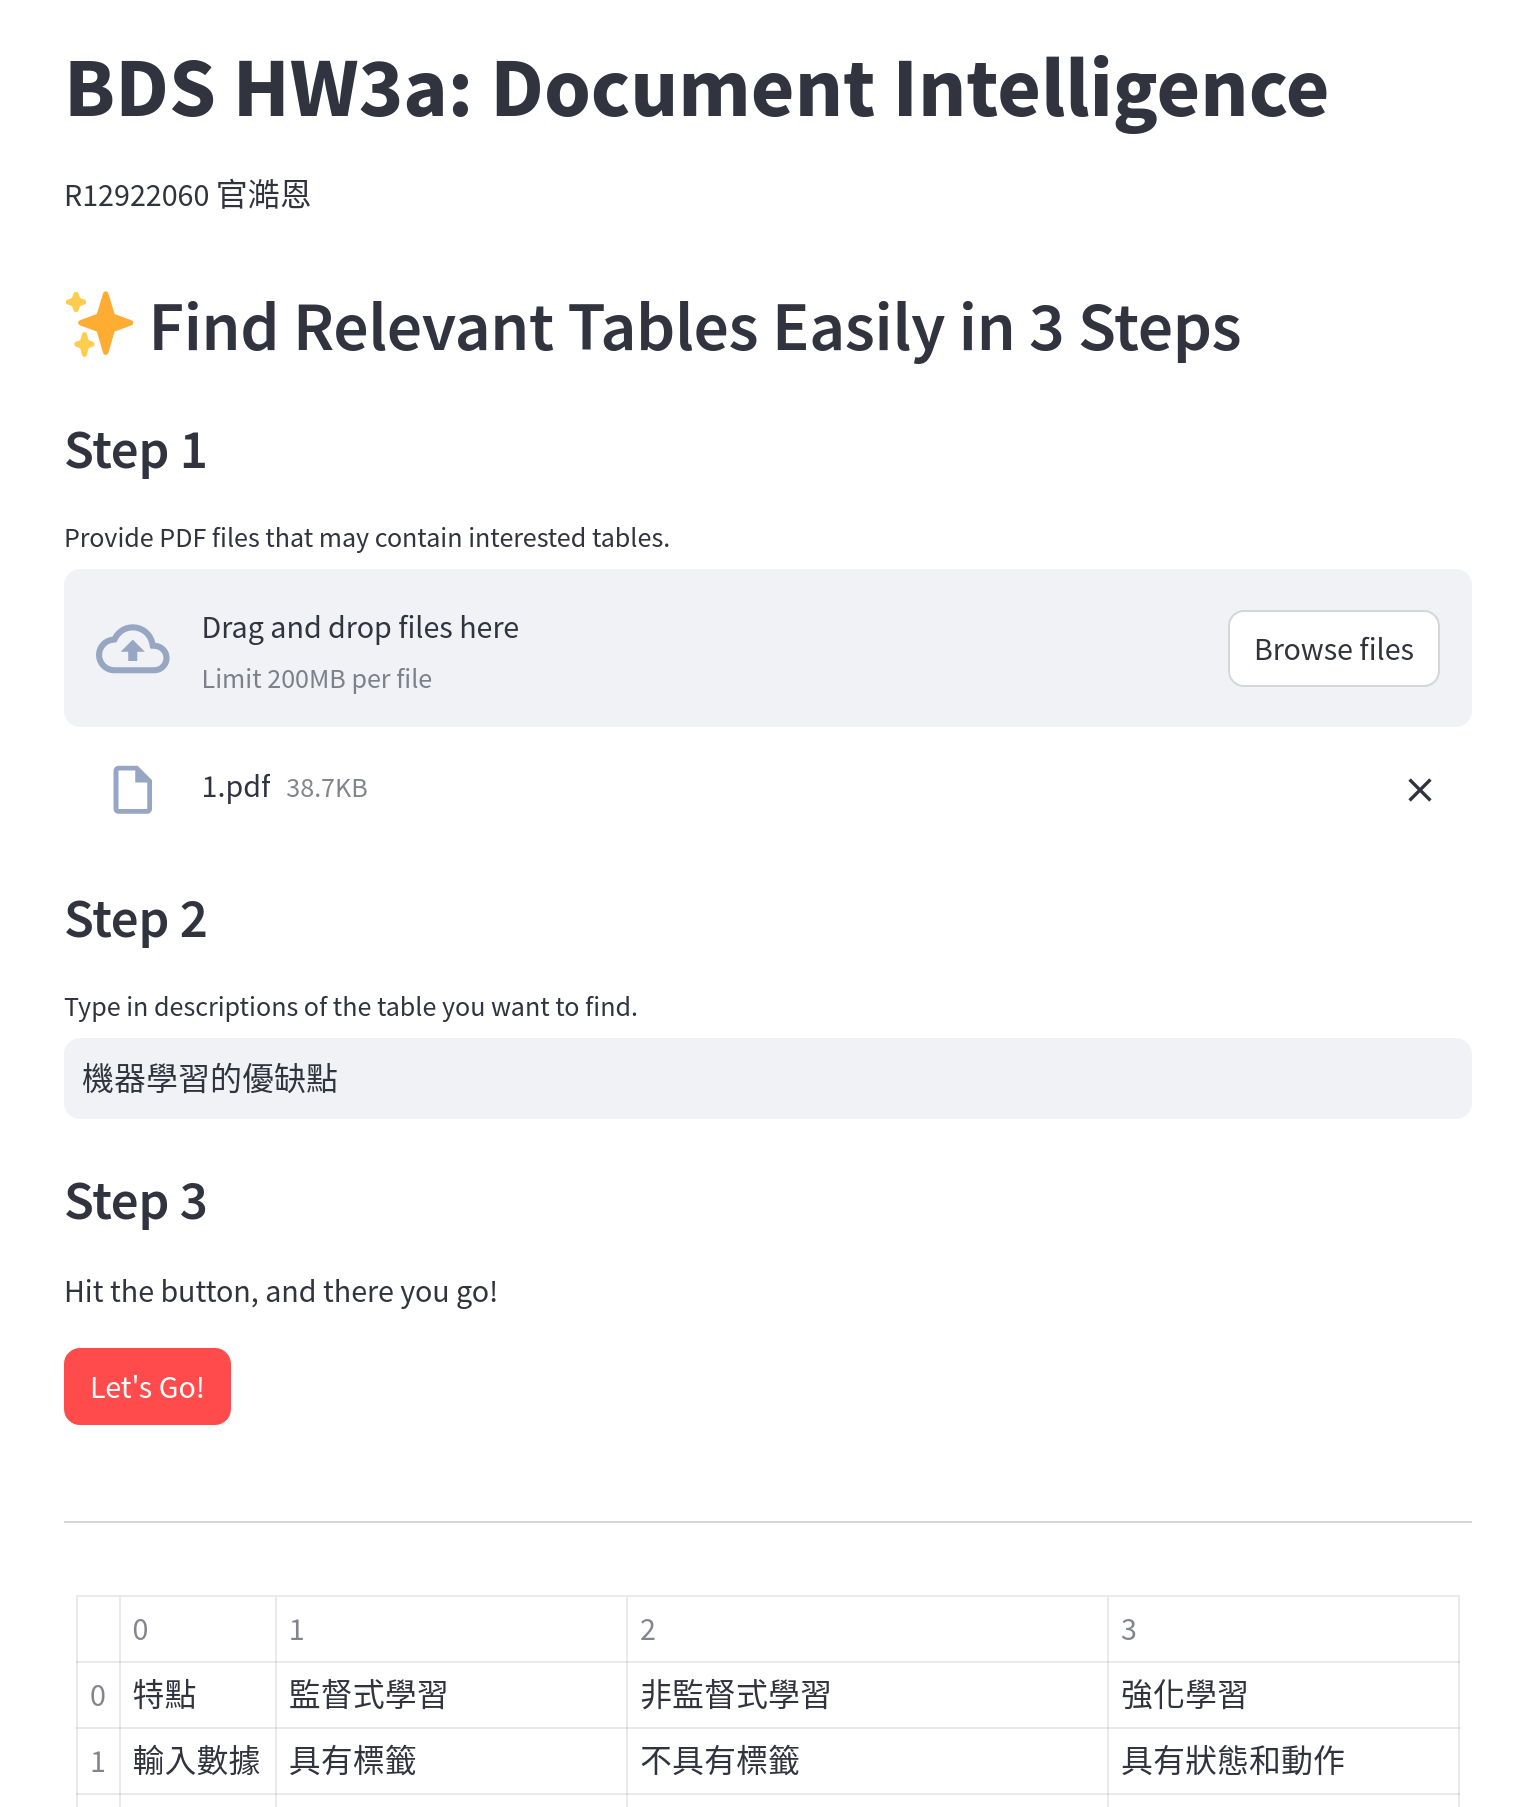 BDS HW3a: Document Intelligence
R12922060 官澔恩
✨ Find Relevant Tables Easily in 3 Steps
Step 1
Provide PDF files that may contain interested tables.
Drag and drop files here
Limit 200MB per file
Browse files
1.pdf 38.7KB
Step 2
Type in descriptions of the table you want to find.
機器學習的優缺點
Step 3
Hit the button, and there you go!
Let's Go!
0 1 2 3
0 特點 監督式學習 非監督式學習 強化學習
1 輸入數據 具有標籤 不具有標籤 具有狀態和動作